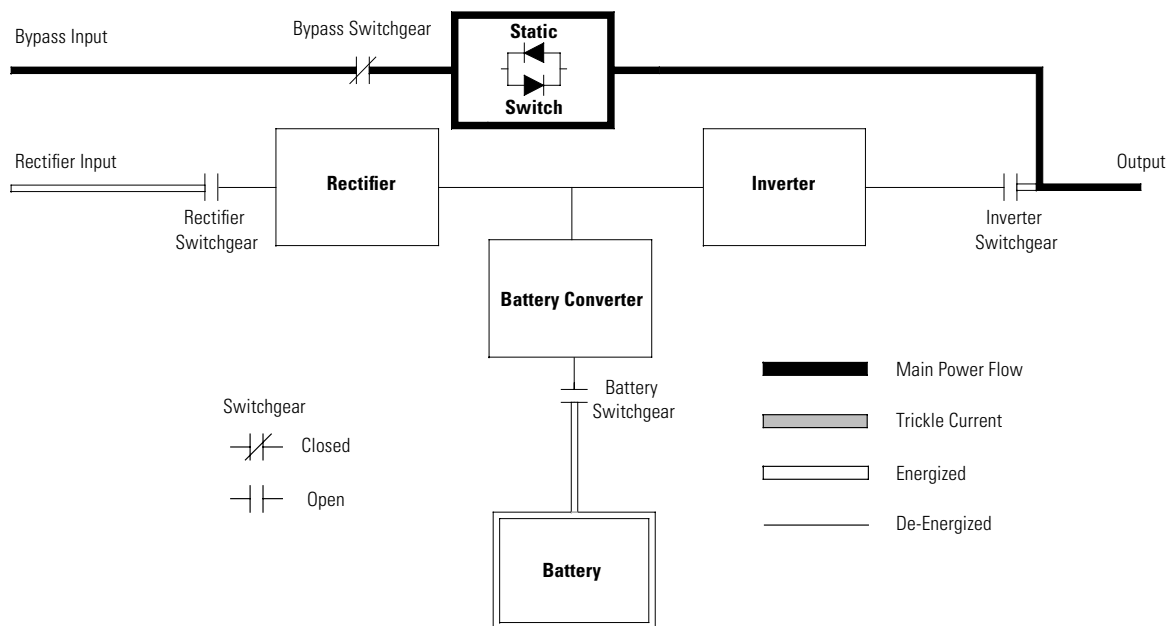 Bypass Input
Bypass Switchgear
Static
Switch
Rectifier Input
Rectifier
Switchgear
Rectifier
Inverter
Output
Inverter
Switchgear
Battery Converter
Battery
Switchgear
Battery
Switchgear
Closed
Open
Main Power Flow
Trickle Current
Energized
De-Energized